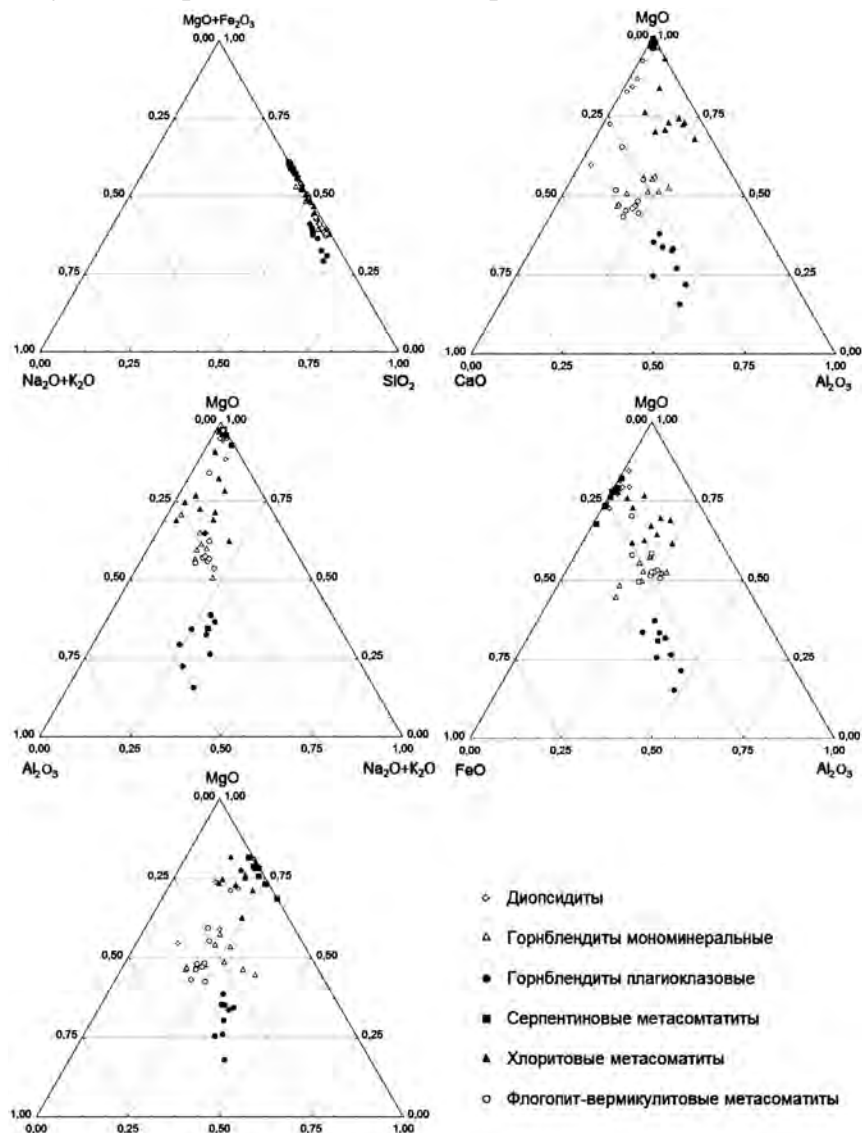 MgO+Fe₂O₃ MgO
0,00 1,00 0,00 1,00
0,25 0,75 0,25 0,75
0,50 0,50 0,50 0,50
0,75 0,25 0,75 0,25
1,00 0,00 1,00 0,00
0,00 0,25 0,50 0,75 1,00 0,00 0,25 0,50 0,75 1,00
Na₂O+K₂O SIO₂ CaO Al₂O₃
MgO MgO
0,00 1,00 0,00 1,00
0,25 0,75 0,25 0,75
0,50 0,50 0,50 0,50
0,75 0,25 0,75 0,25
1,00 0,00 1,00 0,00
0,00 0,25 0,50 0,75 1,00 0,00 0,25 0,50 0,75 1,00
Al₂O₃ Na₂O+K₂O FeO Al₂O₃
MgO
0,00 1,00
0,25 0,75
0,50 0,50
0,75 0,25
1,00 0,00
0,00 0,25 0,50 0,75 1,00
Диопсидиты
Горнблендиты мономинеральные
Горнблендиты плагиоклазовые
Серпентиновые метасомтатиты
Хлоритовые метасоматиты
Флогопит-вермикулитовые метасоматиты